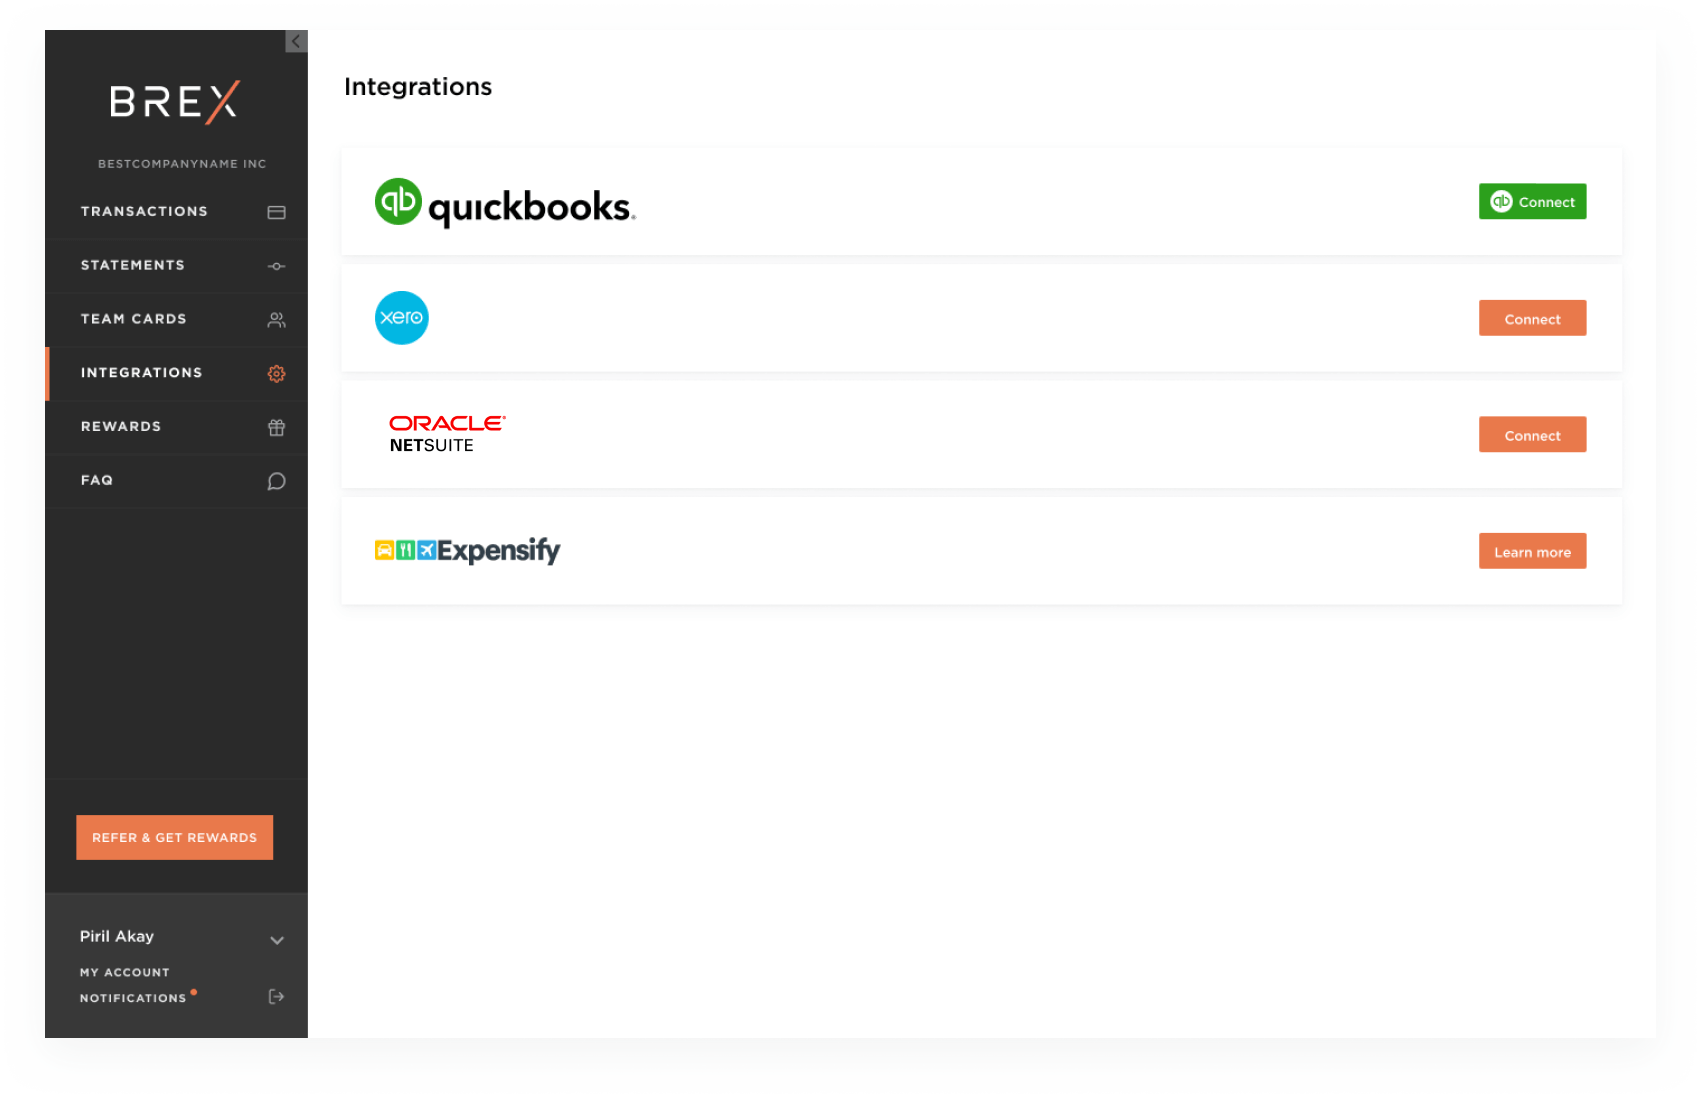 BREX
BESTCOMPANYNAME INC
TRANSACTIONS
STATEMENTS
TEAM CARDS
INTEGRATIONS
REWARDS
FAQ
REFER & GET REWARDS
Piril Akay
MY ACCOUNT
NOTIFICATIONS
Integrations
qb quickbooks.
qb Connect
xero
Connect
ORACLE
NETSUITE
Connect
Expensify
Learn more